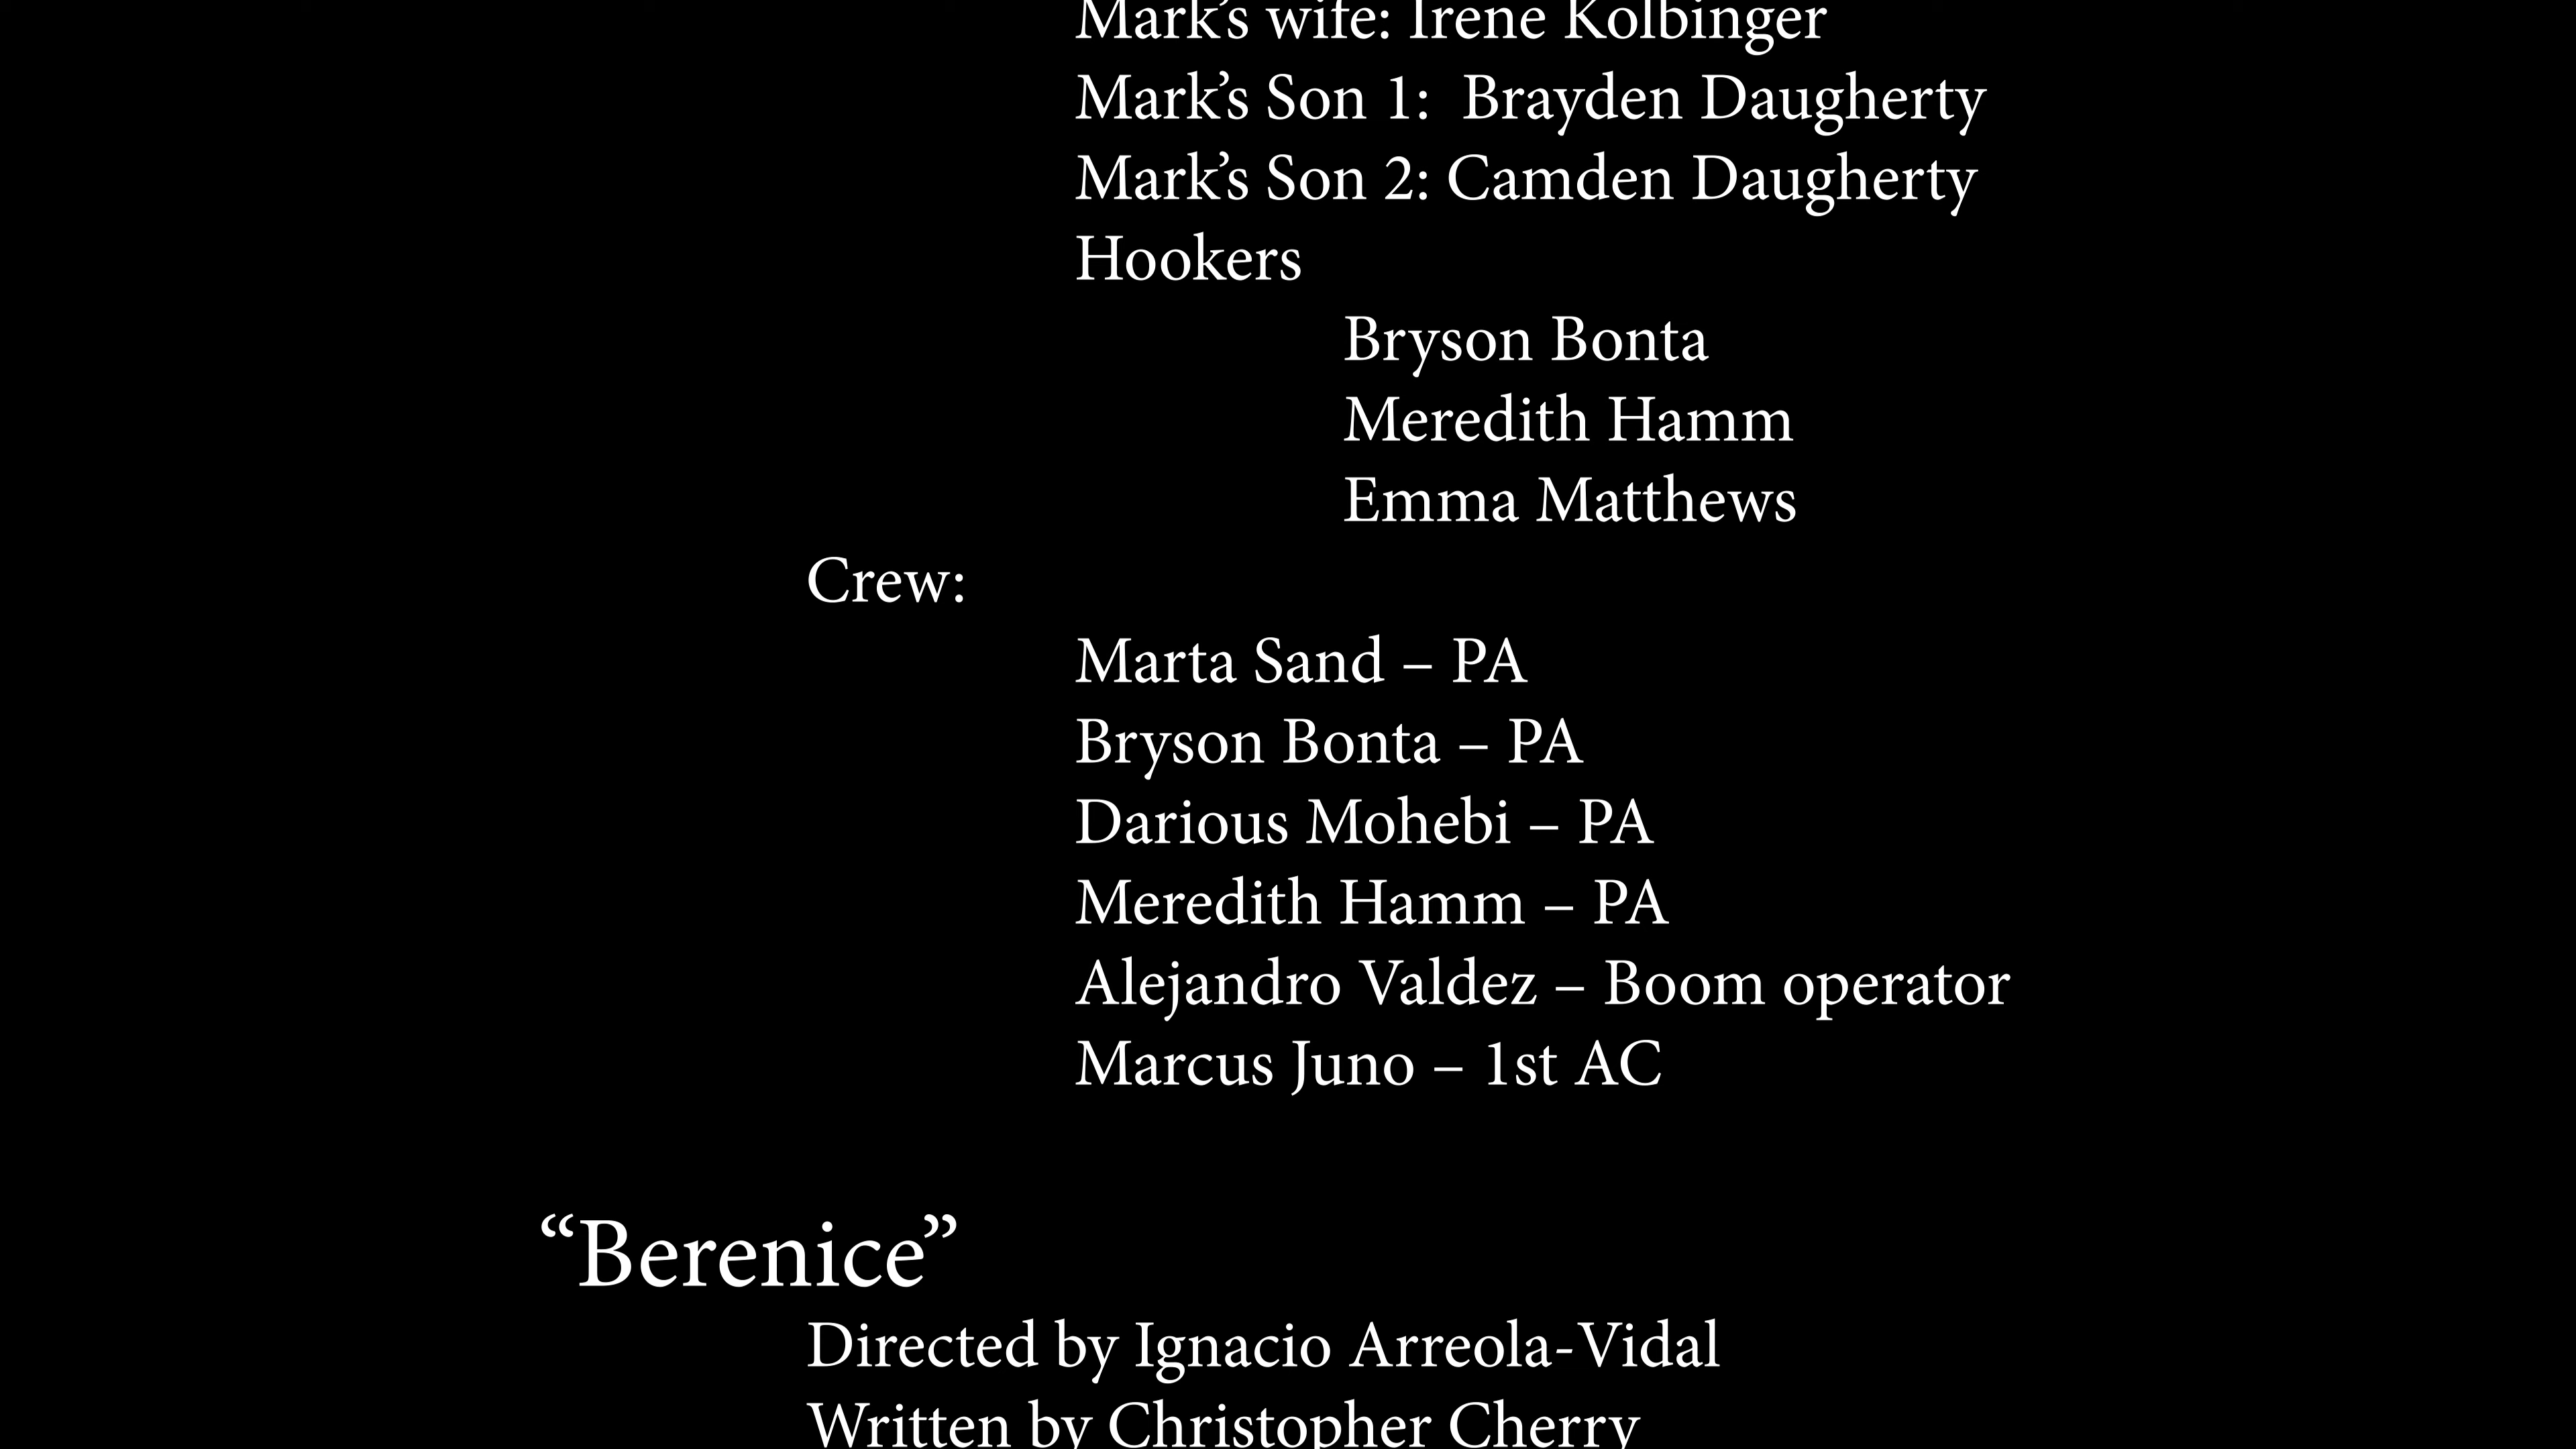 Mark’s wife: Irene Kolbinger
Mark’s Son 1:  Brayden Daugherty
Mark’s Son 2: Camden Daugherty
Hookers
Bryson Bonta
Meredith Hamm
Emma Matthews
Crew:
Marta Sand – PA
Bryson Bonta – PA
Darious Mohebi – PA
Meredith Hamm – PA
Alejandro Valdez – Boom operator
Marcus Juno – 1st AC
“Berenice”
Directed by Ignacio Arreola-Vidal
Written by Christopher Cherry